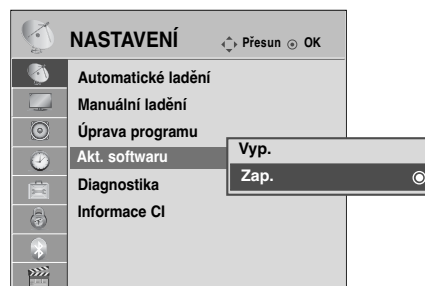 NASTAVENÍ
Přesun OK
Automatické ladění
Manuální ladění
Úprava programu
Akt. softwaru
Vyp.
Zap.
Diagnostika
Informace CI